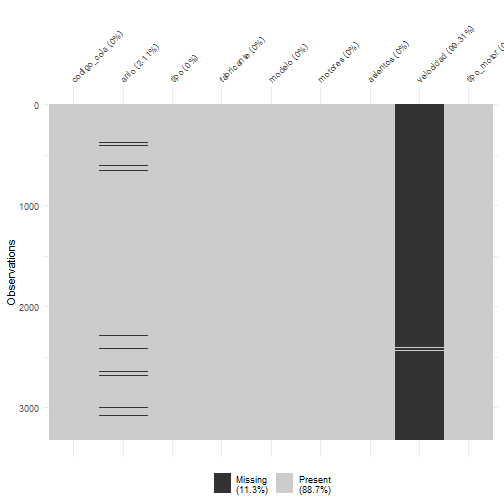 codigo_cola (0%)
anio (2.11%)
tipo (0%)
fabricante (0%)
modelo (0%)
motores (0%)
asientos (0%)
velocidad (99.31%)
tipo_motor (0
0
1000
2000
3000
Observations
Missing
(11.3%)
Present
(88.7%)